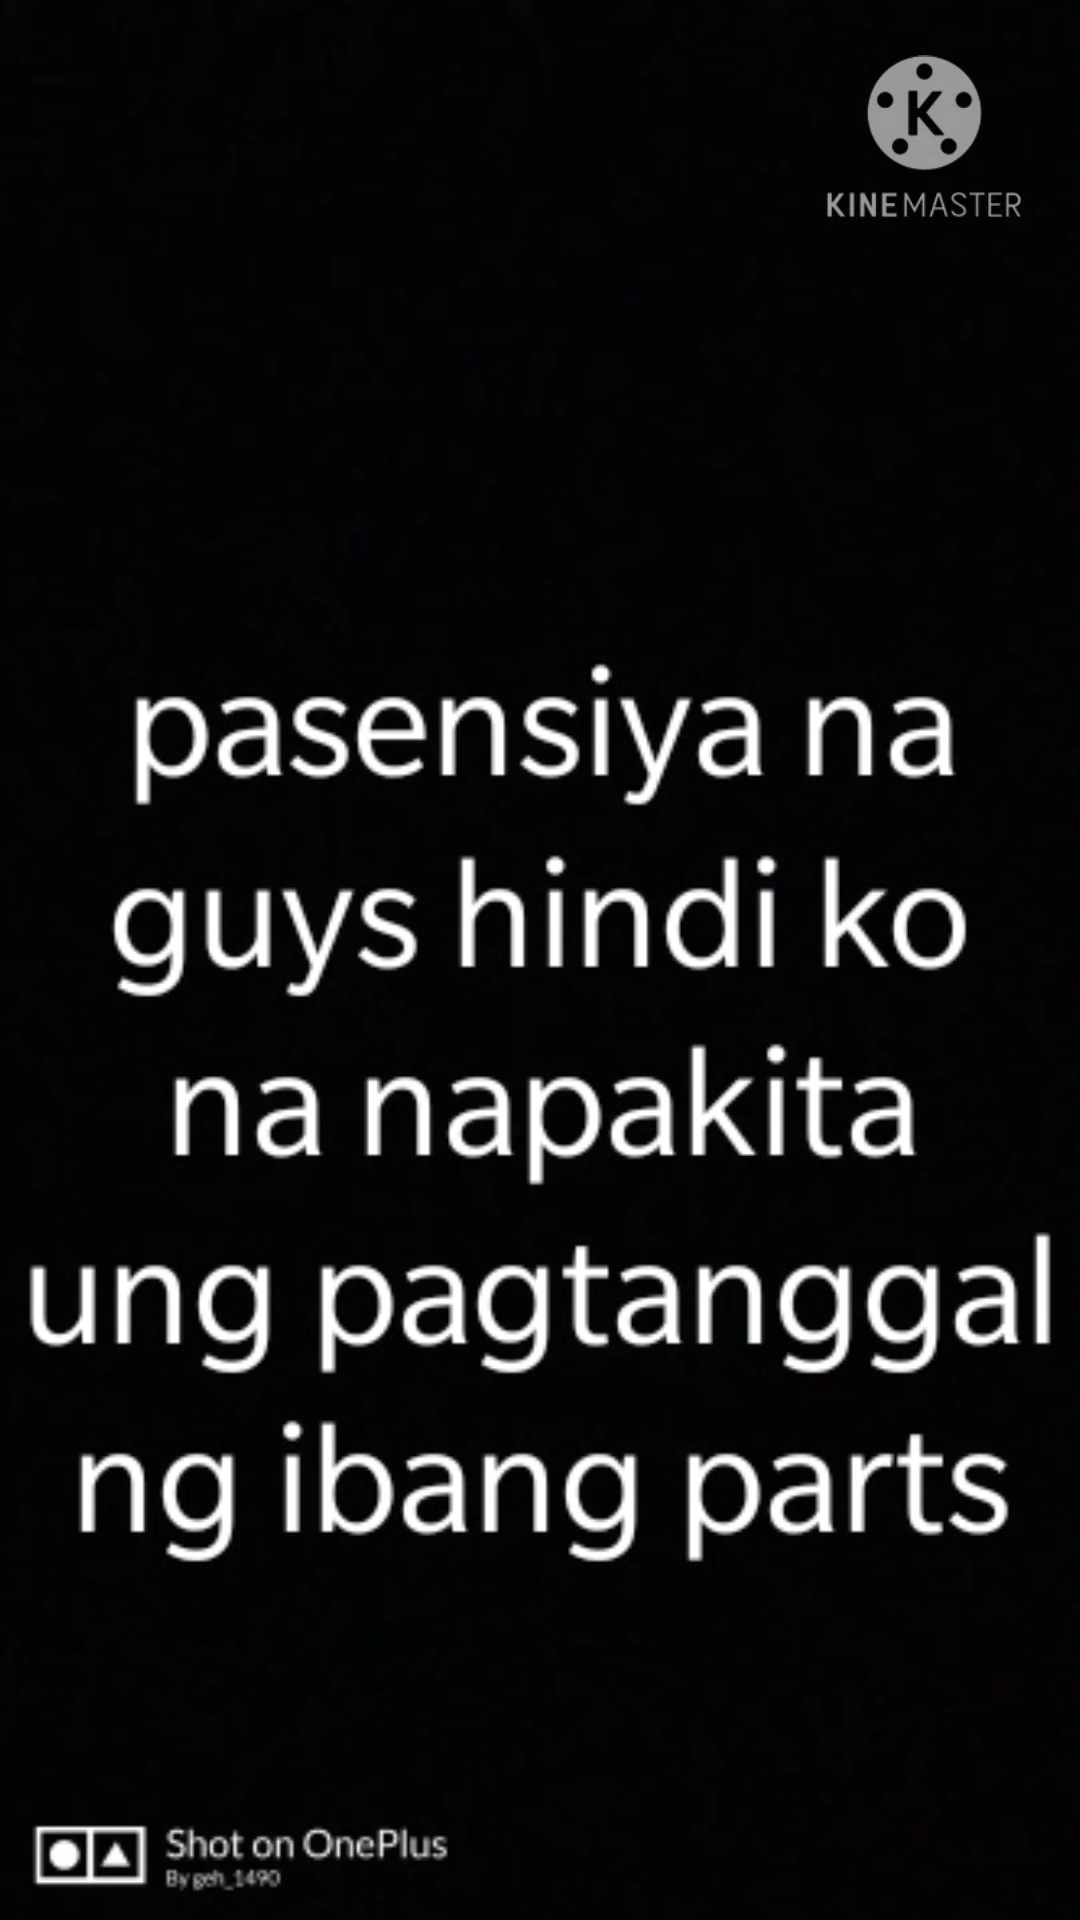 K
KINEMASTER
pasensiya na
guys hindi ko
na napakita
ung pagtanggal
ng ibang parts
Shot on OnePlus
By geh_1490